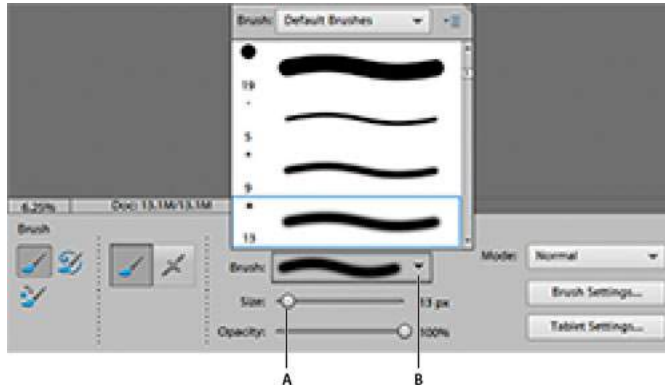 Brush: Default Brushes
19
5
9
13
6.25% Doc: 13.1M/13.1M
Brush
Brush:
Mode: Normal
Size: 13 px
Brush Settings...
Opacity: 100%
Tablet Settings...
A B